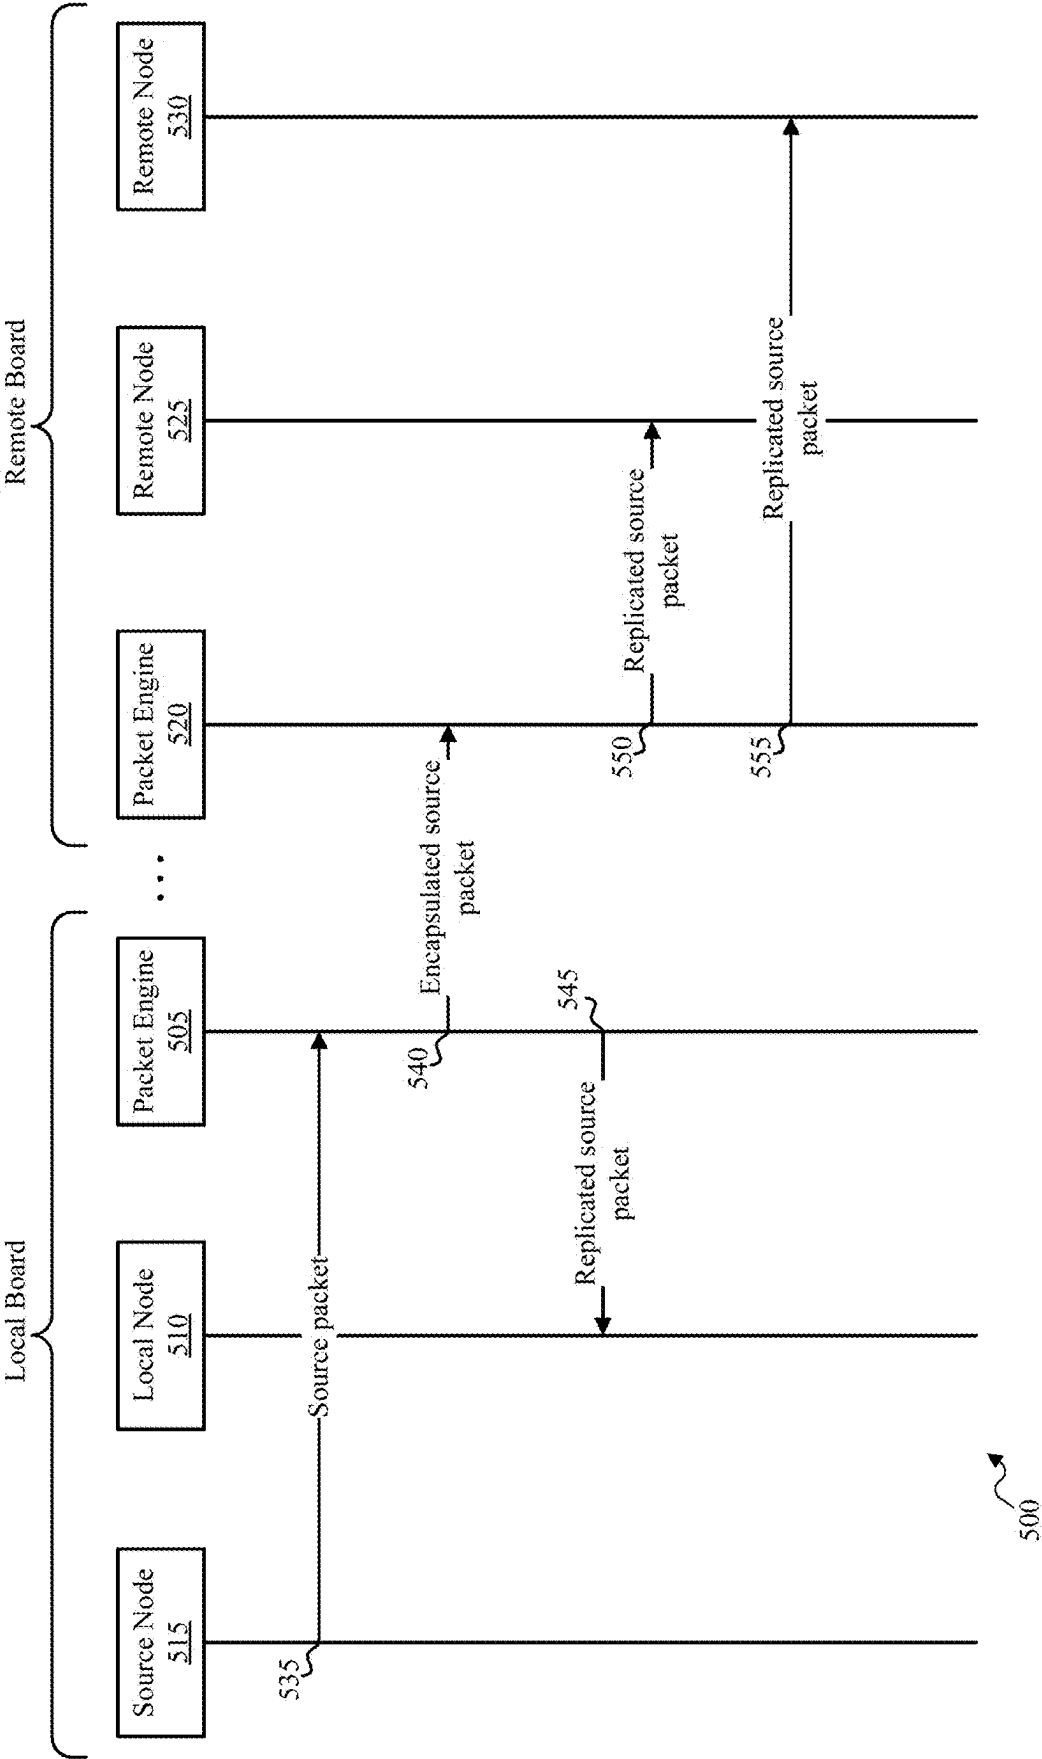 Local Board
Remote Board
Source Node
515
Local Node
510
Packet Engine
505
...
Packet Engine
520
Remote Node
525
Remote Node
530
535
Source packet
540
Encapsulated source
packet
545
Replicated source
packet
550
Replicated source
packet
555
Replicated source
packet
500